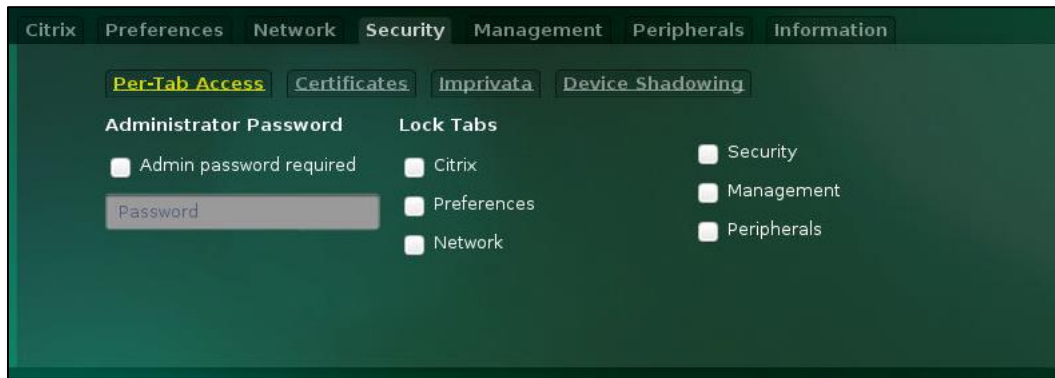 Citrix Preferences Network Security Management Peripherals Information
Per-Tab Access Certificates Imprivata Device Shadowing
Administrator Password Lock Tabs
Admin password required Citrix Security
Password Preferences Management
Network Peripherals